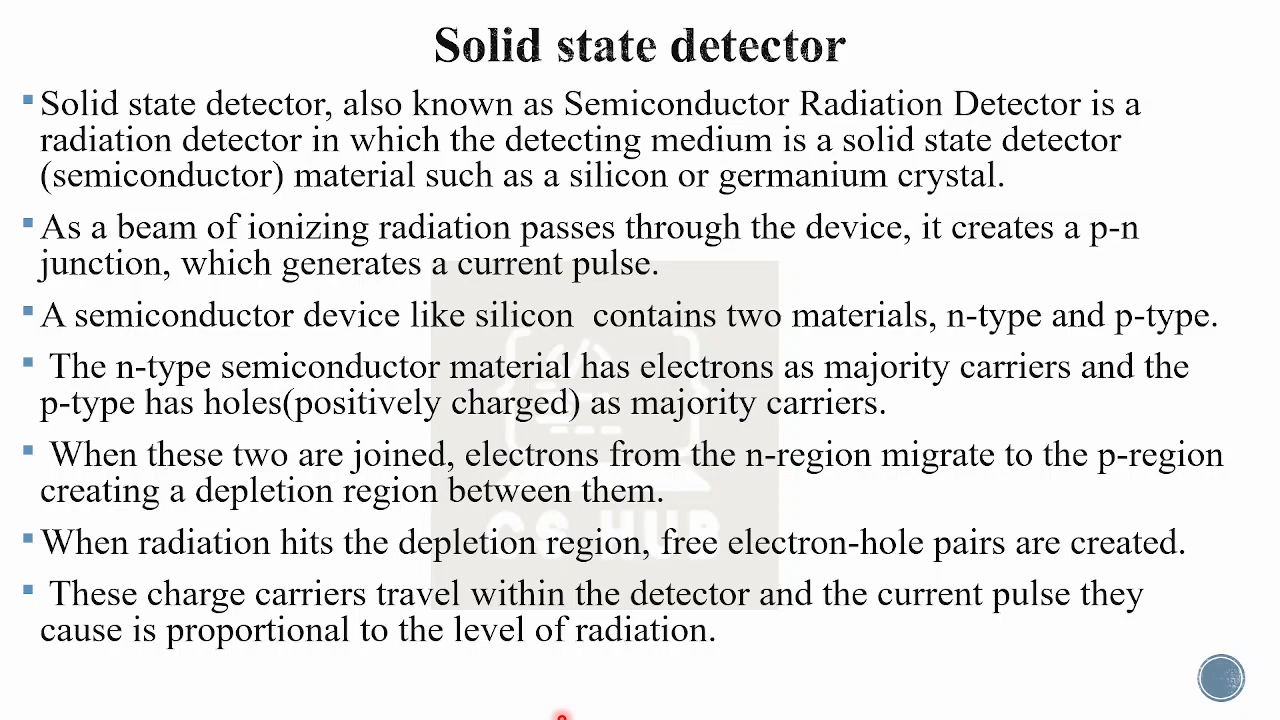 Solid state detector
▪Solid state detector, also known as Semiconductor Radiation Detector is a
radiation detector in which the detecting medium is a solid state detector
(semiconductor) material such as a silicon or germanium crystal.
▪As a beam of ionizing radiation passes through the device, it creates a p-n
junction, which generates a current pulse.
▪A semiconductor device like silicon  contains two materials, n-type and p-type.
▪ The n-type semiconductor material has electrons as majority carriers and the
p-type has holes(positively charged) as majority carriers.
▪ When these two are joined, electrons from the n-region migrate to the p-region
creating a depletion region between them.
CS HUB
▪When radiation hits the depletion region, free electron-hole pairs are created.
▪ These charge carriers travel within the detector and the current pulse they
cause is proportional to the level of radiation.